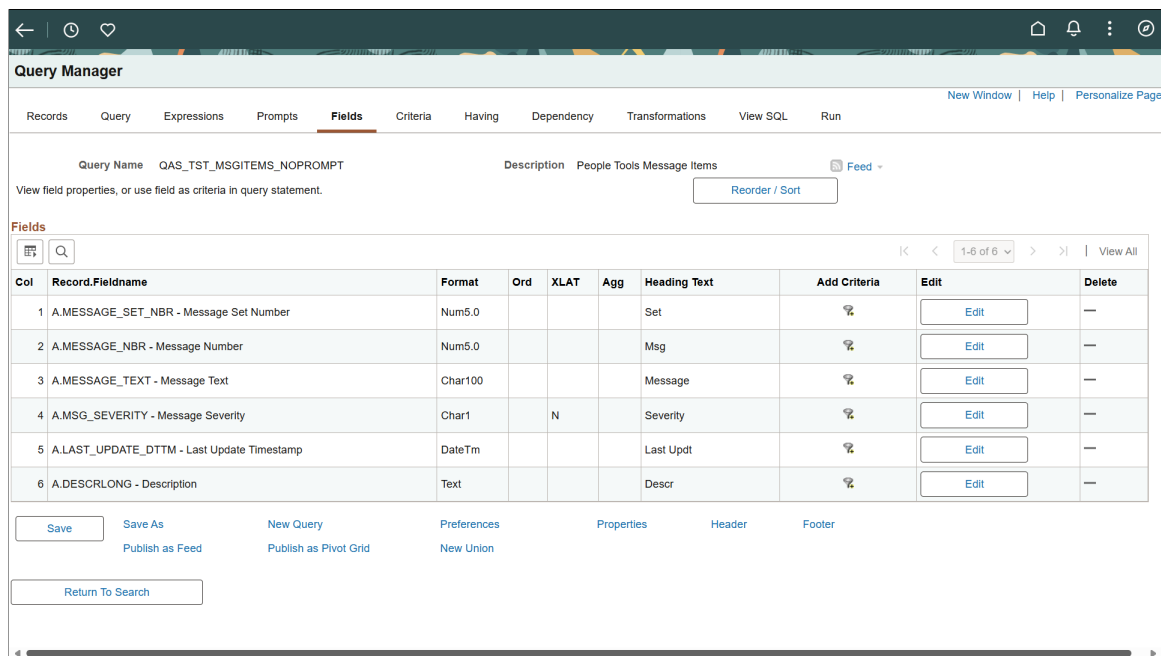 Query Manager
New Window | Help | Personalize Page
Records Query Expressions Prompts Fields Criteria Having Dependency Transformations View SQL Run
Query Name QAS_TST_MSGITEMS_NOPROMPT Description People Tools Message Items Feed
View field properties, or use field as criteria in query statement. Reorder / Sort
Fields
1-6 of 6 | View All
Col Record.Fieldname Format Ord XLAT Agg Heading Text Add Criteria Edit Delete
1 A.MESSAGE_SET_NBR - Message Set Number Num5.0 Set Edit
2 A.MESSAGE_NBR - Message Number Num5.0 Msg Edit
3 A.MESSAGE_TEXT - Message Text Char100 Message Edit
4 A.MSG_SEVERITY - Message Severity Char1 N Severity Edit
5 A.LAST_UPDATE_DTTM - Last Update Timestamp DateTm Last Updt Edit
6 A.DESCRLONG - Description Text Descr Edit
Save Save As New Query Preferences Properties Header Footer
Publish as Feed Publish as Pivot Grid New Union
Return To Search